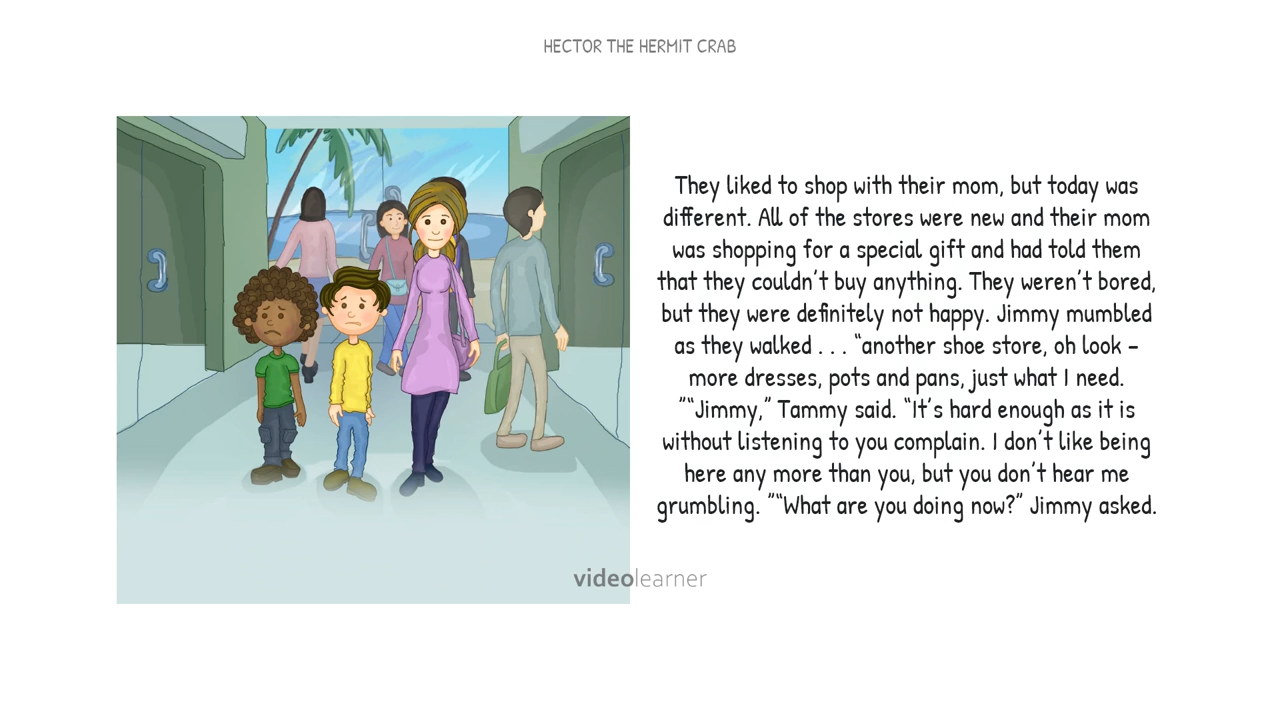 HECTOR THE HERMIT CRAB
They liked to shop with their mom, but today was
different. All of the stores were new and their mom
was shopping for a special gift and had told them
that they couldn’t buy anything. They weren’t bored,
but they were definitely not happy. Jimmy mumbled
as they walked . . . “another shoe store, oh look –
more dresses, pots and pans, just what I need.
”“Jimmy,” Tammy said. “It’s hard enough as it is
without listening to you complain. I don’t like being
here any more than you, but you don’t hear me
grumbling. ”“What are you doing now?” Jimmy asked.
videolearner